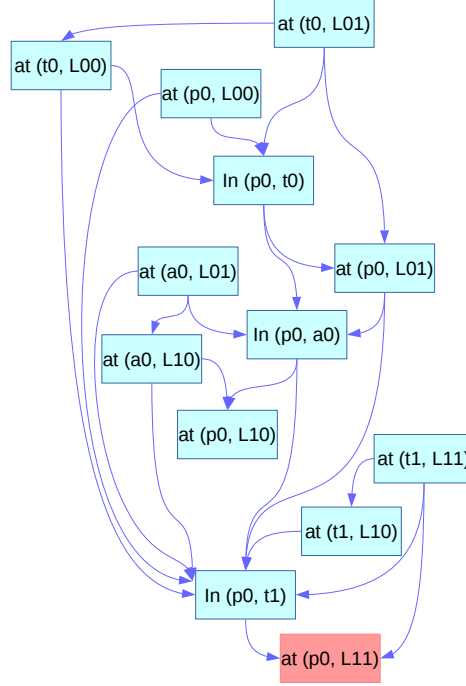 at (t0, L01)
at (t0, L00)
at (p0, L00)
In (p0, t0)
at (a0, L01)
at (p0, L01)
In (p0, a0)
at (a0, L10)
at (p0, L10)
at (t1, L11)
at (t1, L10)
In (p0, t1)
at (p0, L11)